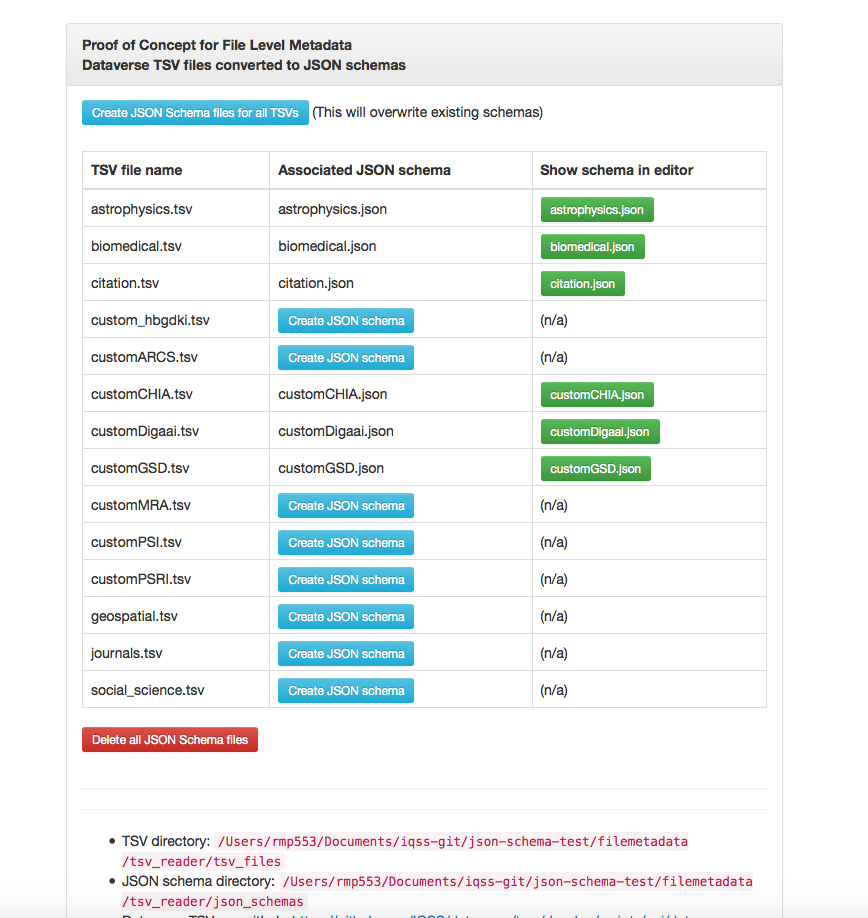 Proof of Concept for File Level Metadata
Dataverse TSV files converted to JSON schemas
Create JSON Schema files for all TSVs (This will overwrite existing schemas)
TSV file name Associated JSON schema Show schema in editor
astrophysics.tsv astrophysics.json astrophysics.json
biomedical.tsv biomedical.json biomedical.json
citation.tsv citation.json citation.json
custom_hbgdki.tsv Create JSON schema (n/a)
customARCS.tsv Create JSON schema (n/a)
customCHIA.tsv customCHIA.json customCHIA.json
customDigaai.tsv customDigaai.json customDigaai.json
customGSD.tsv customGSD.json customGSD.json
customMRA.tsv Create JSON schema (n/a)
customPSI.tsv Create JSON schema (n/a)
customPSRI.tsv Create JSON schema (n/a)
geospatial.tsv Create JSON schema (n/a)
journals.tsv Create JSON schema (n/a)
social_science.tsv Create JSON schema (n/a)
Delete all JSON Schema files
• TSV directory: /Users/rmp553/Documents/iqss-git/json-schema-test/filemetadata
/tsv_reader/tsv_files
• JSON schema directory: /Users/rmp553/Documents/iqss-git/json-schema-test/filemetadata
/tsv_reader/json_schemas